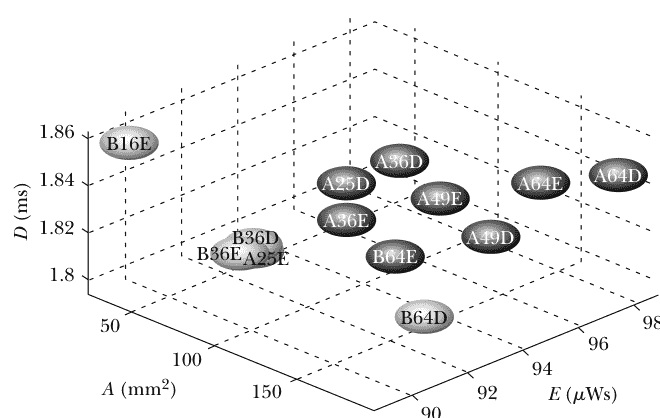 1.86
B16E
A36D
1.84
A25D
A64E
A64D
A49E
D (ms)
1.82
A36E
B36D
A49D
B36E
A25E
B64E
1.8
50
B64D
98
100
96
A (mm²)
150
94
92
E (μWs)
90